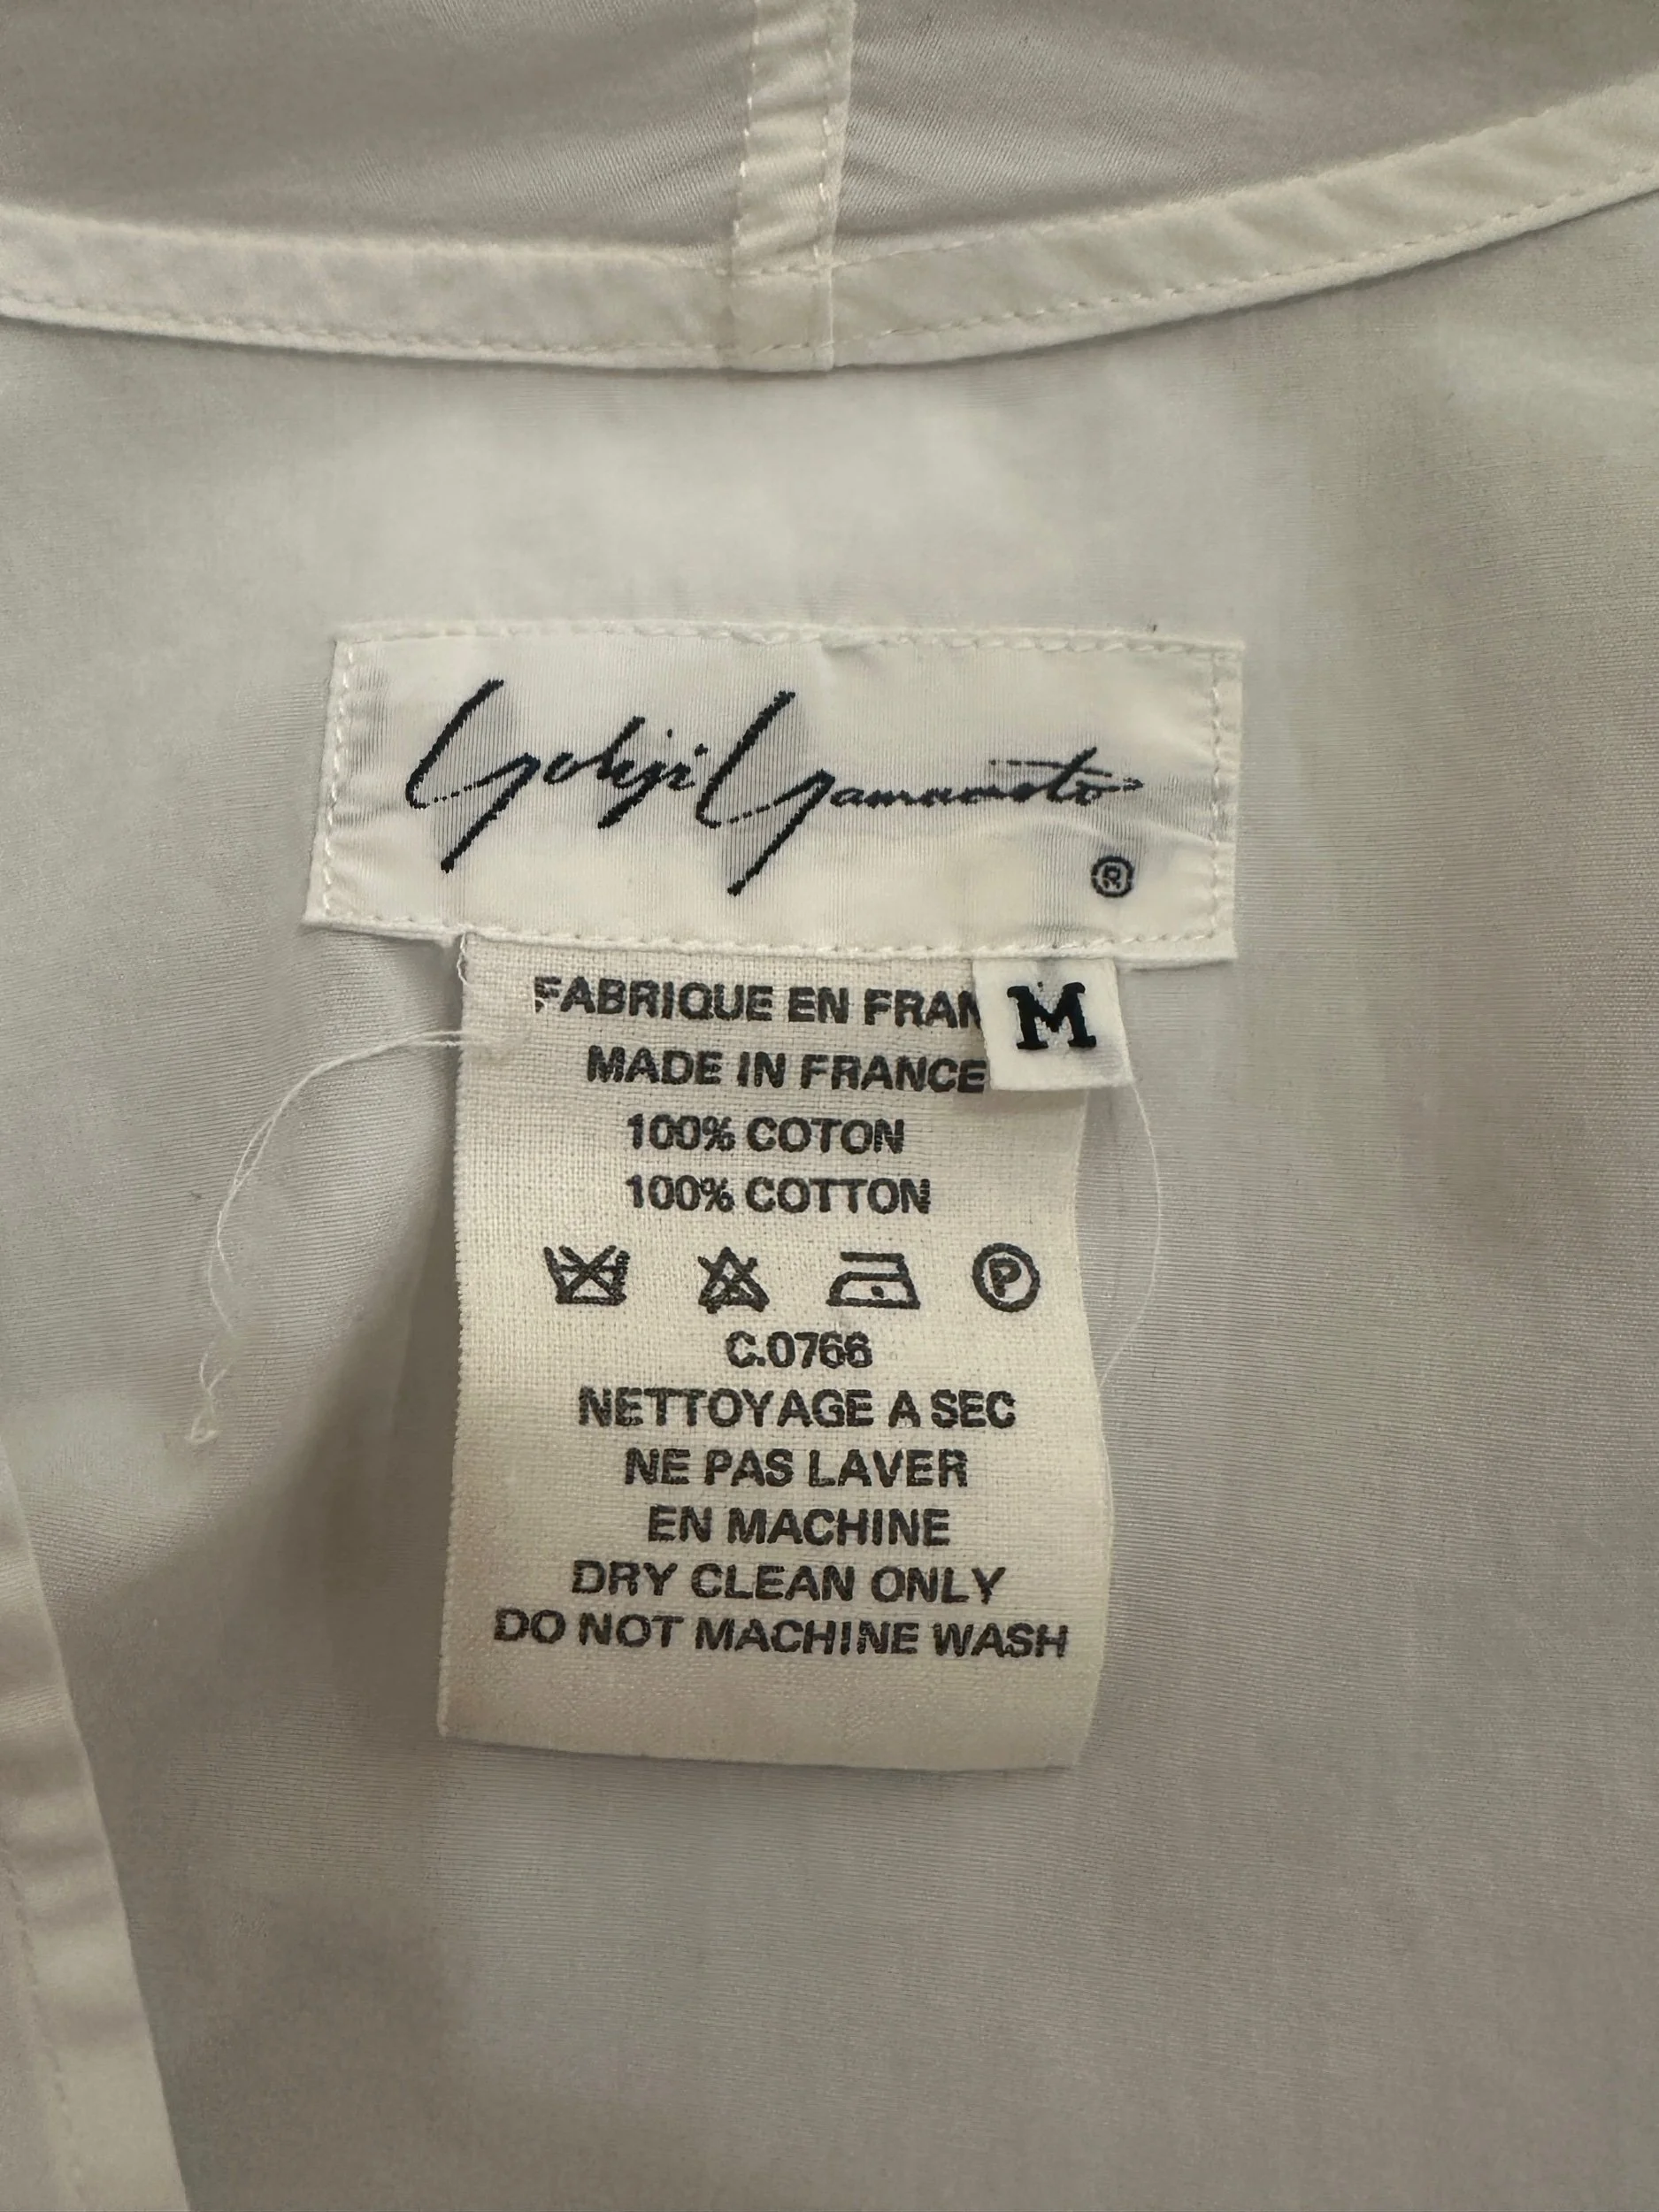 Yohji Yamamoto
®
FABRIQUE EN FRAN
M
MADE IN FRANCE
100% COTON
100% COTTON
P
C.0766
NETTOYAGE A SEC
NE PAS LAVER
EN MACHINE
DRY CLEAN ONLY
DO NOT MACHINE WASH